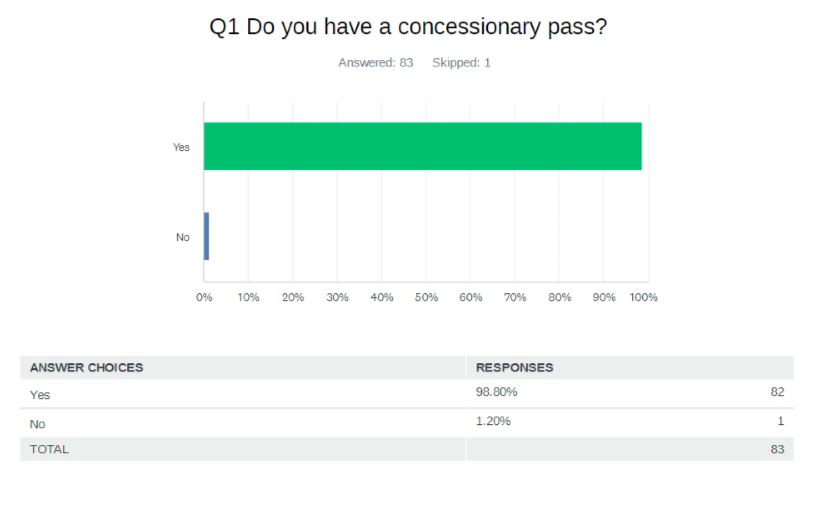 Q1 Do you have a concessionary pass?
Answered: 83 Skipped: 1
Yes
No
0% 10% 20% 30% 40% 50% 60% 70% 80% 90% 100%
ANSWER CHOICES RESPONSES
Yes 98.80% 82
No 1.20% 1
TOTAL 83